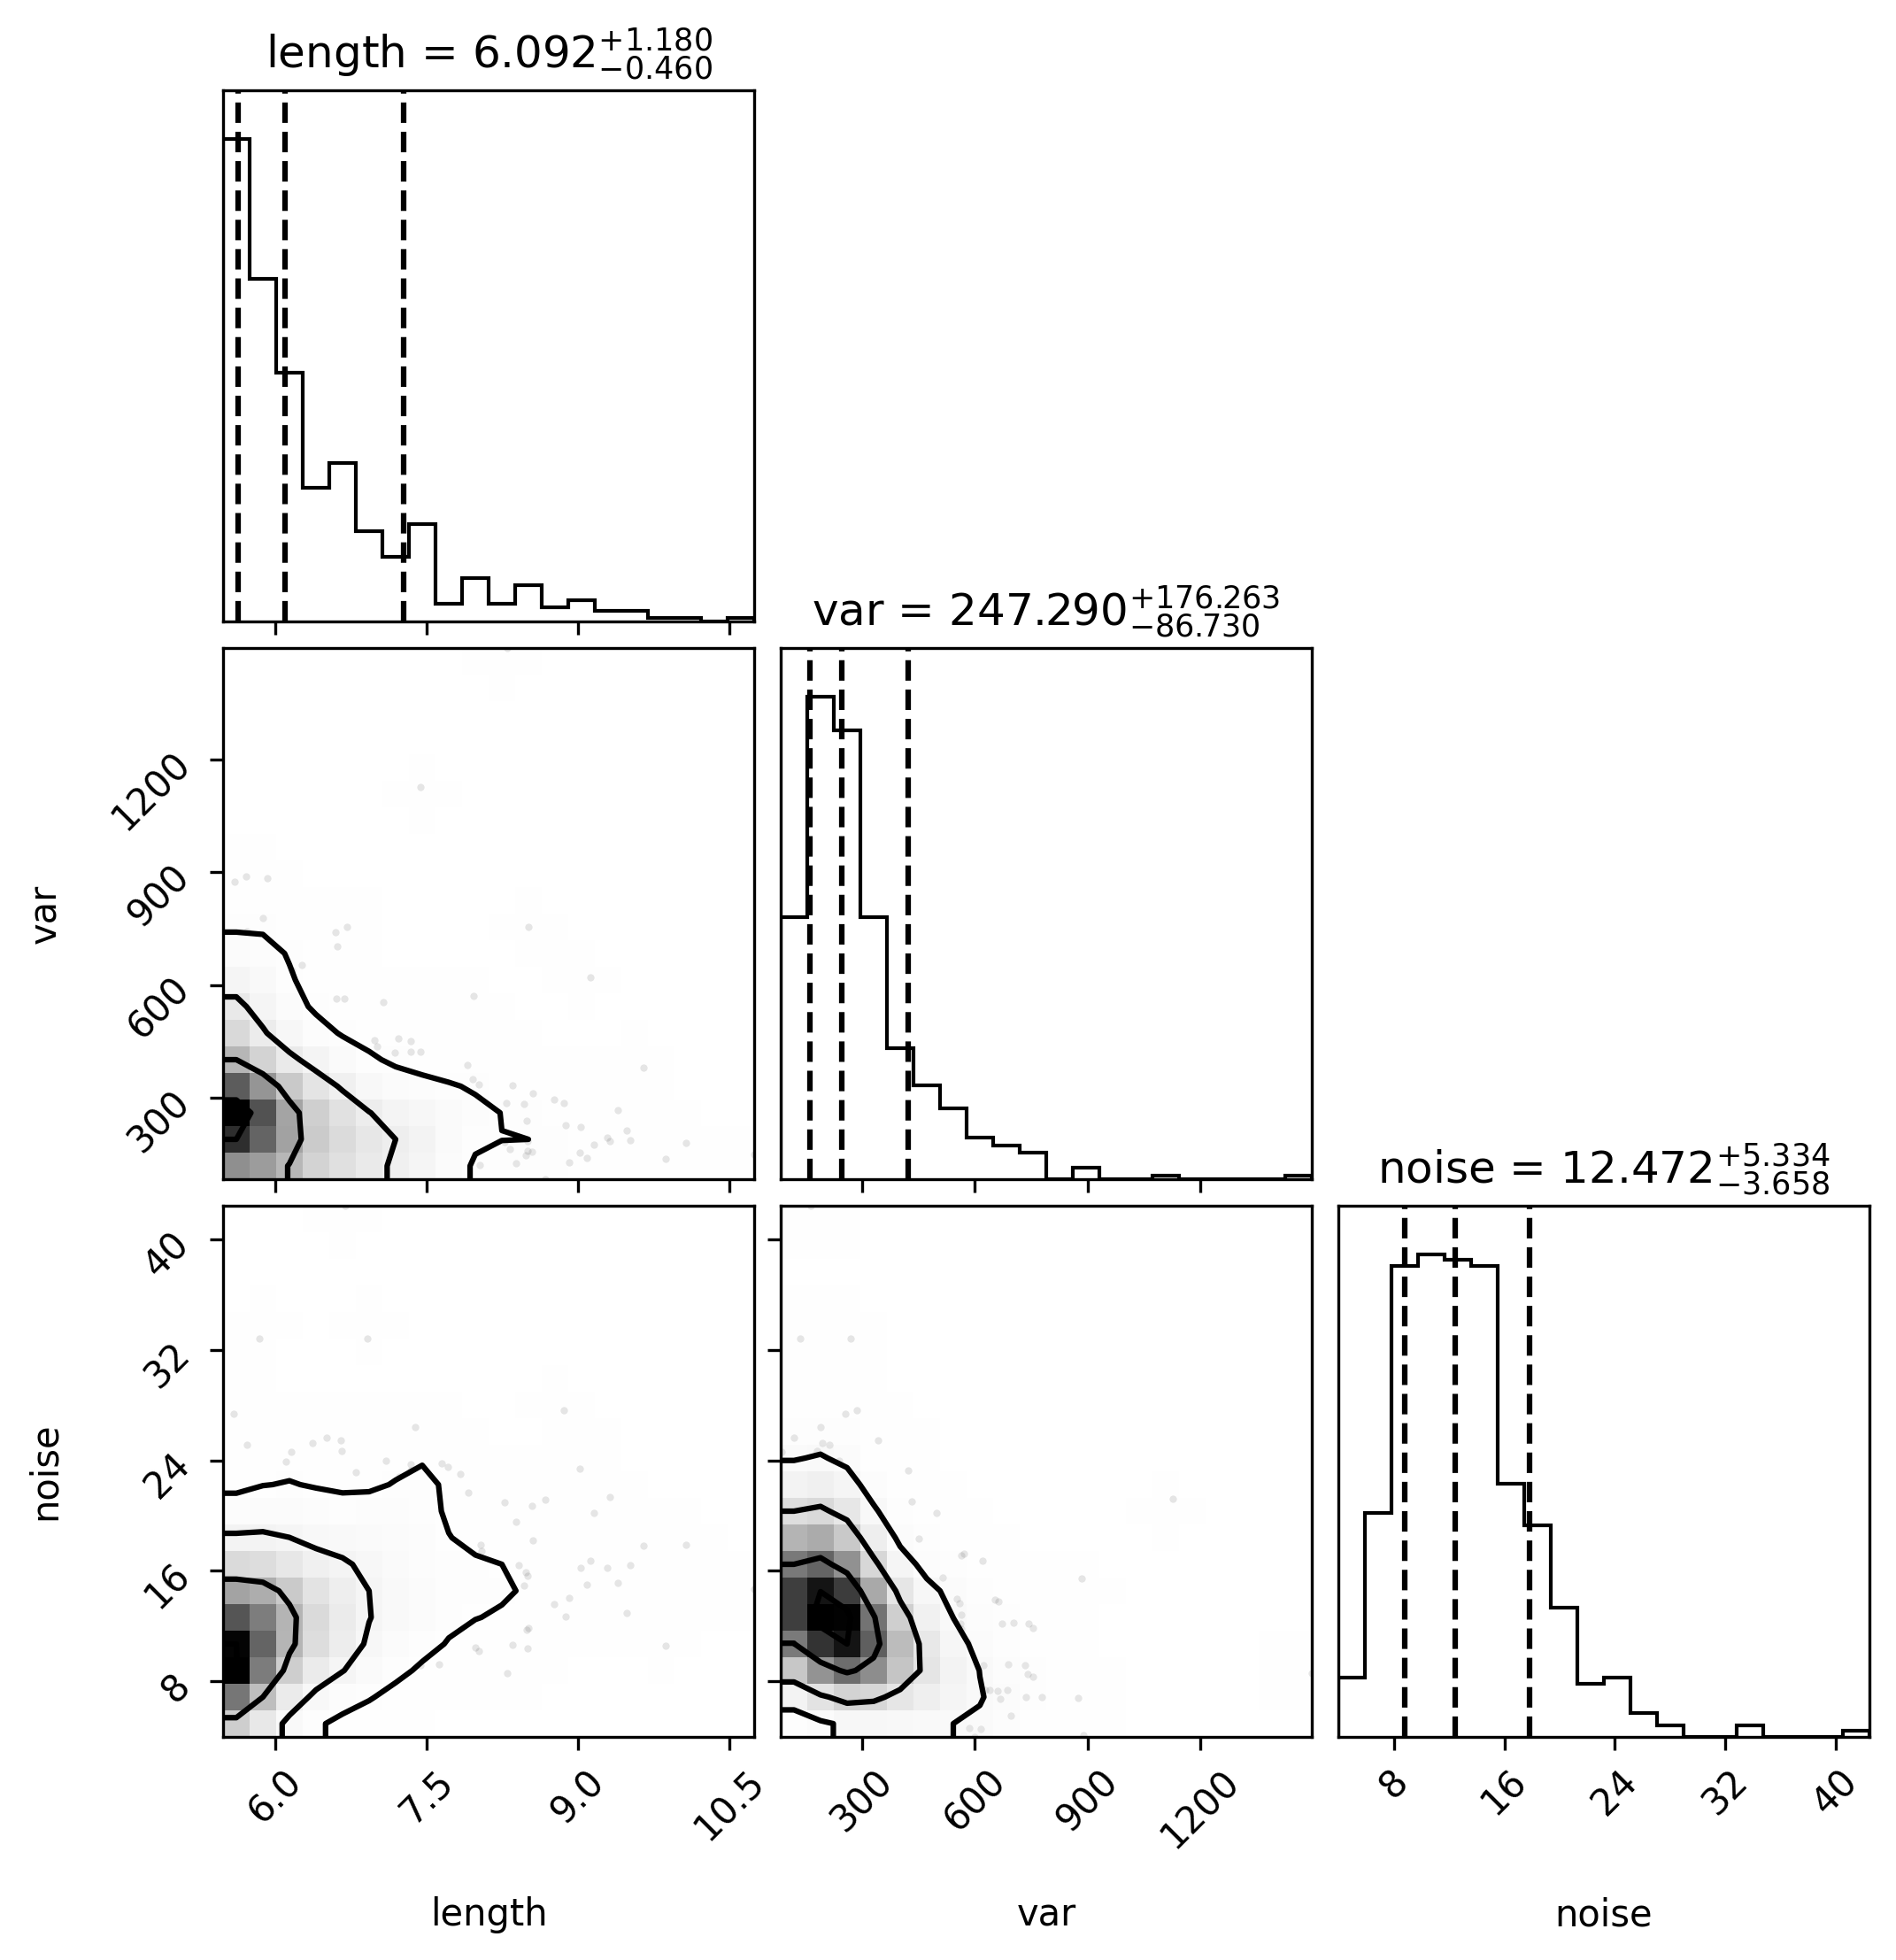 length = 6.092 +1.180 −0.460
var = 247.290 +176.263 −86.730
1200
900
600
300
var
noise = 12.472 +5.334 −3.658
40
32
24
16
8
noise
6.0 7.5 9.0 10.5 300 600 900 1200 8 16 24 32 40
length var noise